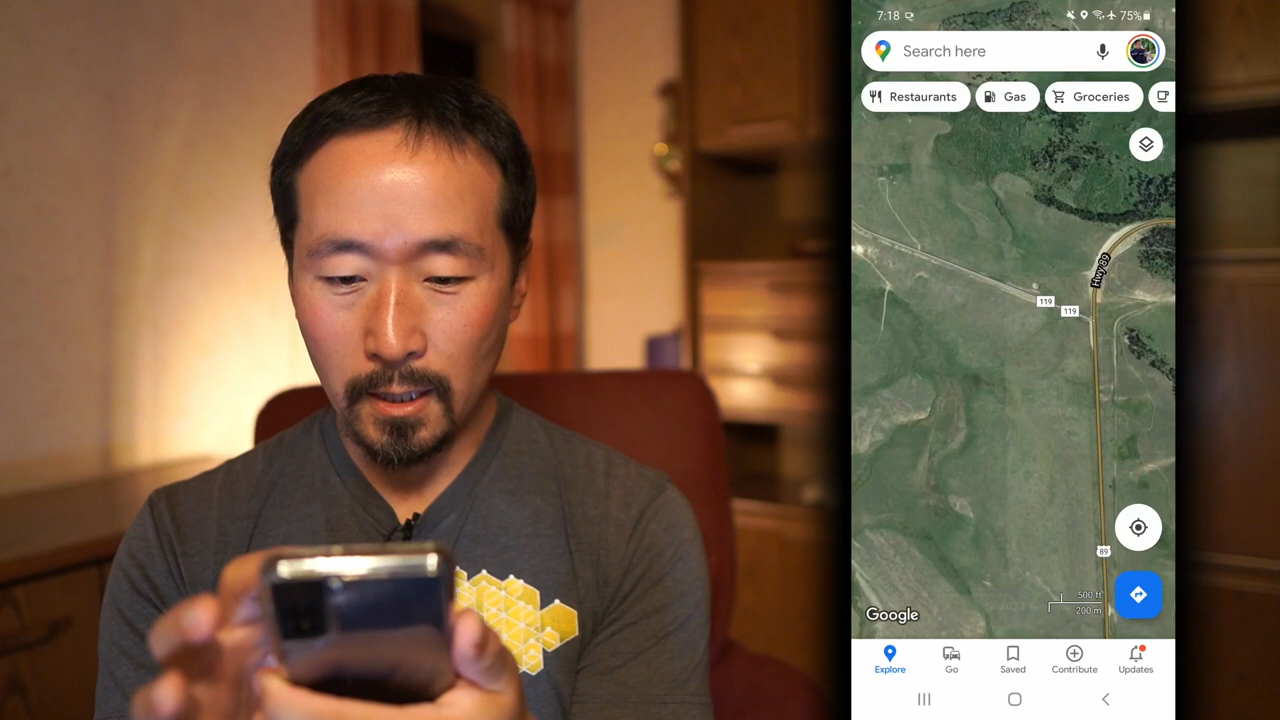 7:18
75%
Search here
Restaurants
Gas
Groceries
Hwy 89
119
119
89
500 ft
200 m
Google
Explore
Go
Saved
Contribute
Updates